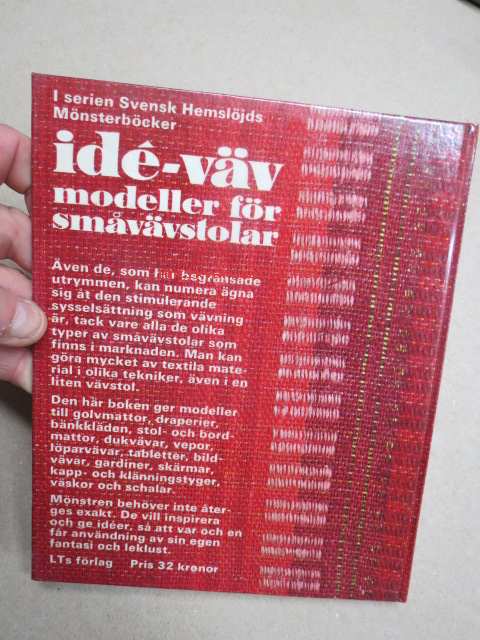 I serien Svensk Hemslöjds
Mönsterböcker
idé-väv
modeller för
småvävstolar
Även de, som har begränsade
utrymmen, kan numera ägna
sig åt den stimulerande
sysselsättning som vävning
är, tack vare alla de olika
typer av småvävstolar som
finns i marknaden. Man kan
göra mycket av textila mate-
rial i olika tekniker, även i en
liten vävstol.
Den här boken ger modeller
till golvmattor, draperier,
bänkkläden, stol- och bord-
mattor, dukvävar, vepor,
löparvävar, tabletter, bild-
vävar, gardiner, skärmar,
kapp- och klänningstyger,
väskor och schalar.
Mönstren behöver inte åter-
ges exakt. De vill inspirera
och ge idéer, så att var och en
får användning av sin egen
fantasi och leklust.
LTs förlag Pris 32 kronor